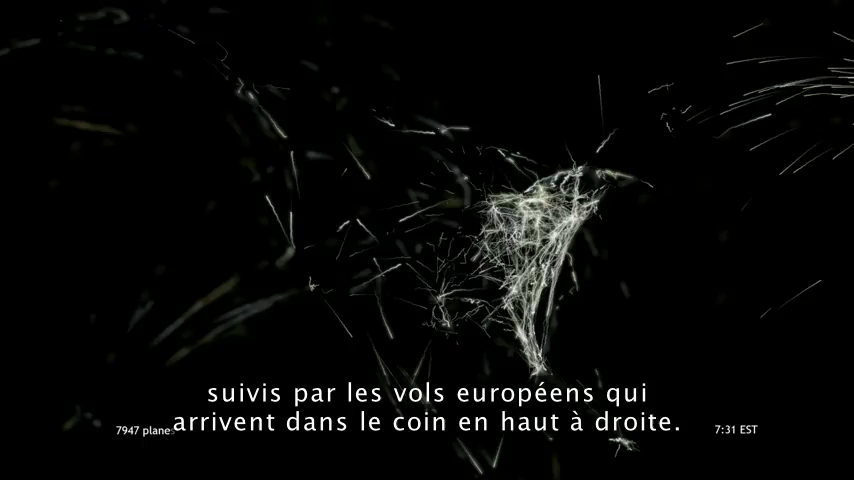 suivis par les vols européens qui
arrivent dans le coin en haut à droite.
7947 planes
7:31 EST